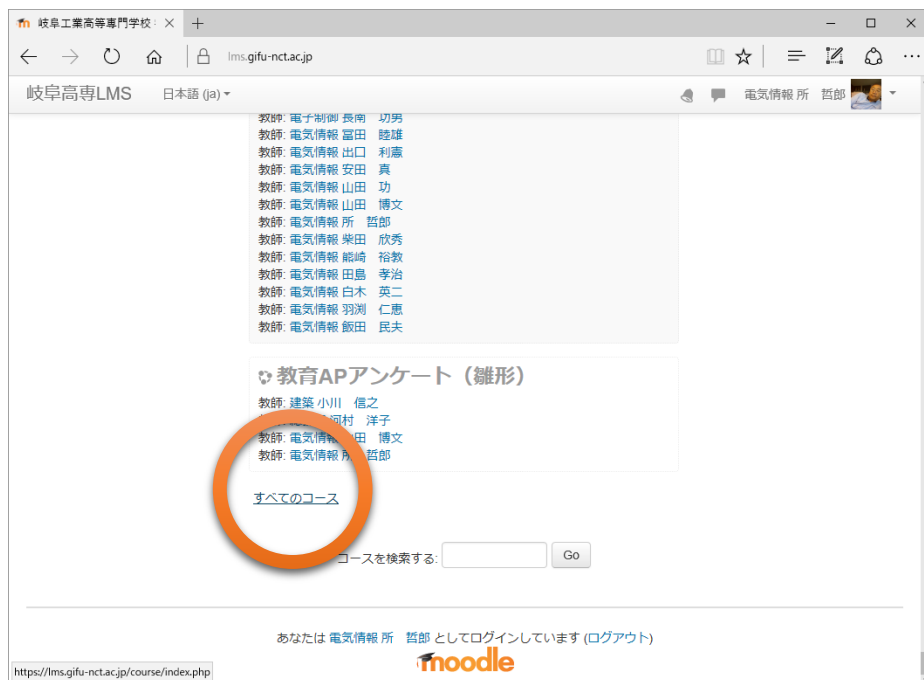 岐阜工業高等専門学校:
lms.gifu-nct.ac.jp
岐阜高専LMS 日本語 (ja) 電気情報 所 哲郎
教師: 電子制御 長南 功男
教師: 電気情報 冨田 睦雄
教師: 電気情報 出口 利憲
教師: 電気情報 安田 真
教師: 電気情報 山田 功
教師: 電気情報 山田 博文
教師: 電気情報 所 哲郎
教師: 電気情報 柴田 欣秀
教師: 電気情報 能崎 裕教
教師: 電気情報 田島 孝治
教師: 電気情報 白木 英二
教師: 電気情報 羽渕 仁恵
教師: 電気情報 飯田 民夫
教育APアンケート（雛形）
教師: 建築 小川 信之
河村 洋子
教師: 電気情報 田 博文
教師: 電気情報 所 哲郎
すべてのコース
コースを検索する: Go
あなたは 電気情報 所 哲郎 としてログインしています (ログアウト)
moodle
https://lms.gifu-nct.ac.jp/course/index.php